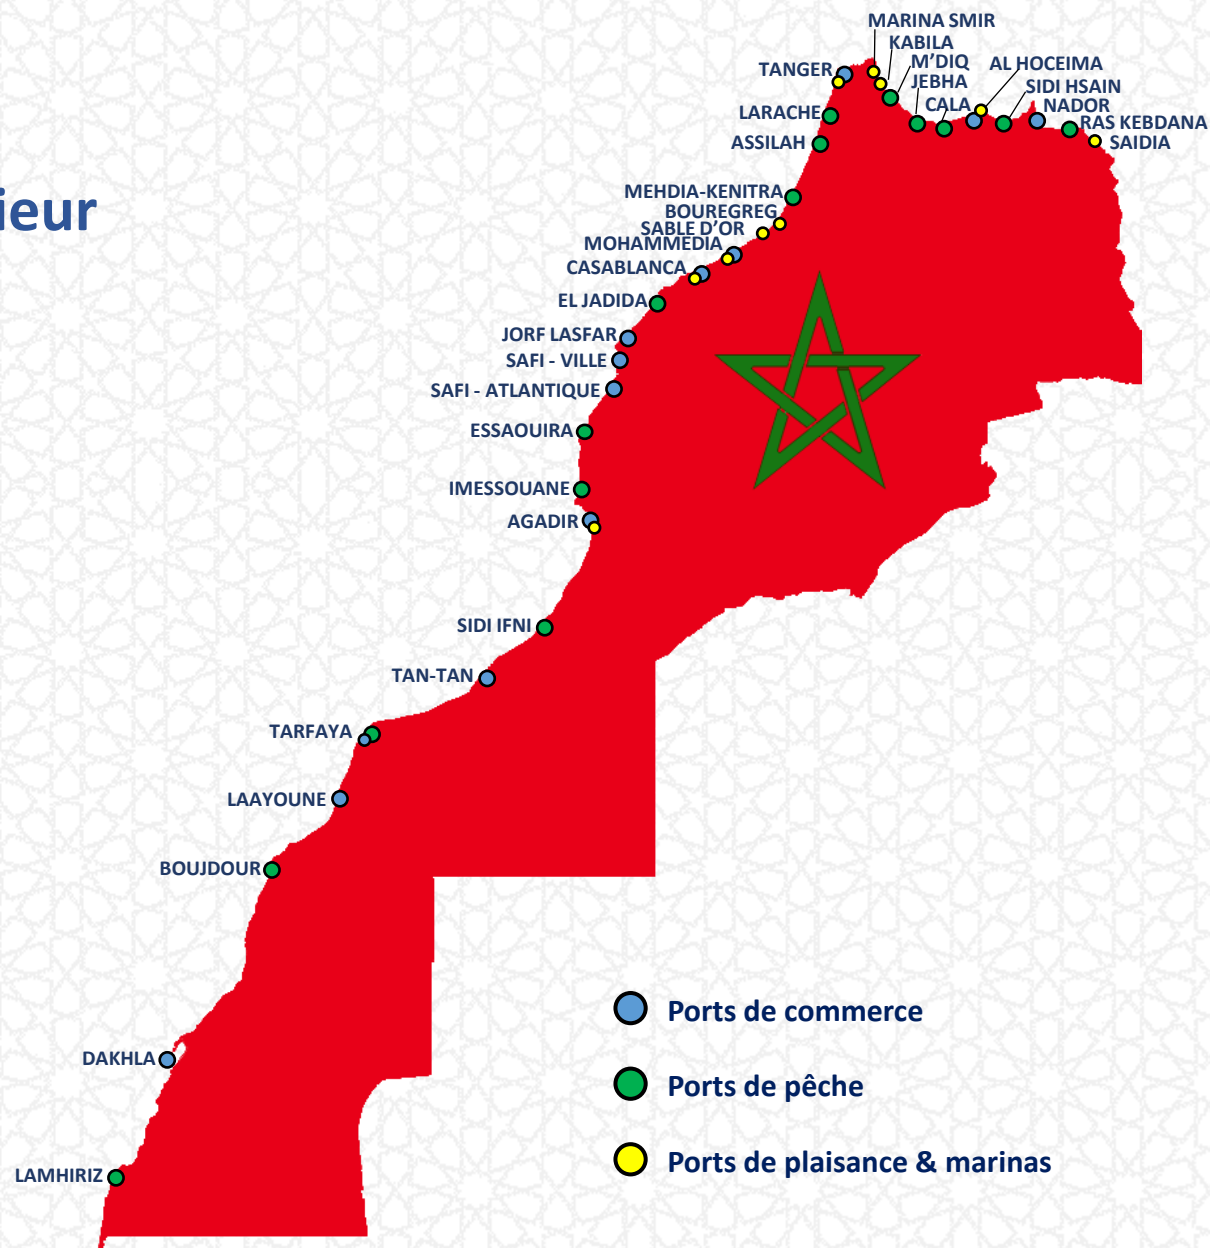 MARINA SMIR
KABILA
M'DIQ
JEBHA
CALA
AL HOCEIMA
SIDI HSAIN
NADOR
RAS KEBDANA
SAIDIA
TANGER
LARACHE
ASSILAH
ieur
MEHDIA-KENITRA
BOUREGREG
SABLE D'OR
MOHAMMEDIA
CASABLANCA
EL JADIDA
JORF LASFAR
SAFI - VILLE
SAFI - ATLANTIQUE
ESSAOUIRA
IMESSOUANE
AGADIR
SIDI IFNI
TAN-TAN
TARFAYA
LAAYOUNE
BOUJDOUR
DAKHLA
LAMHIRIZ
Ports de commerce
Ports de pêche
Ports de plaisance & marinas